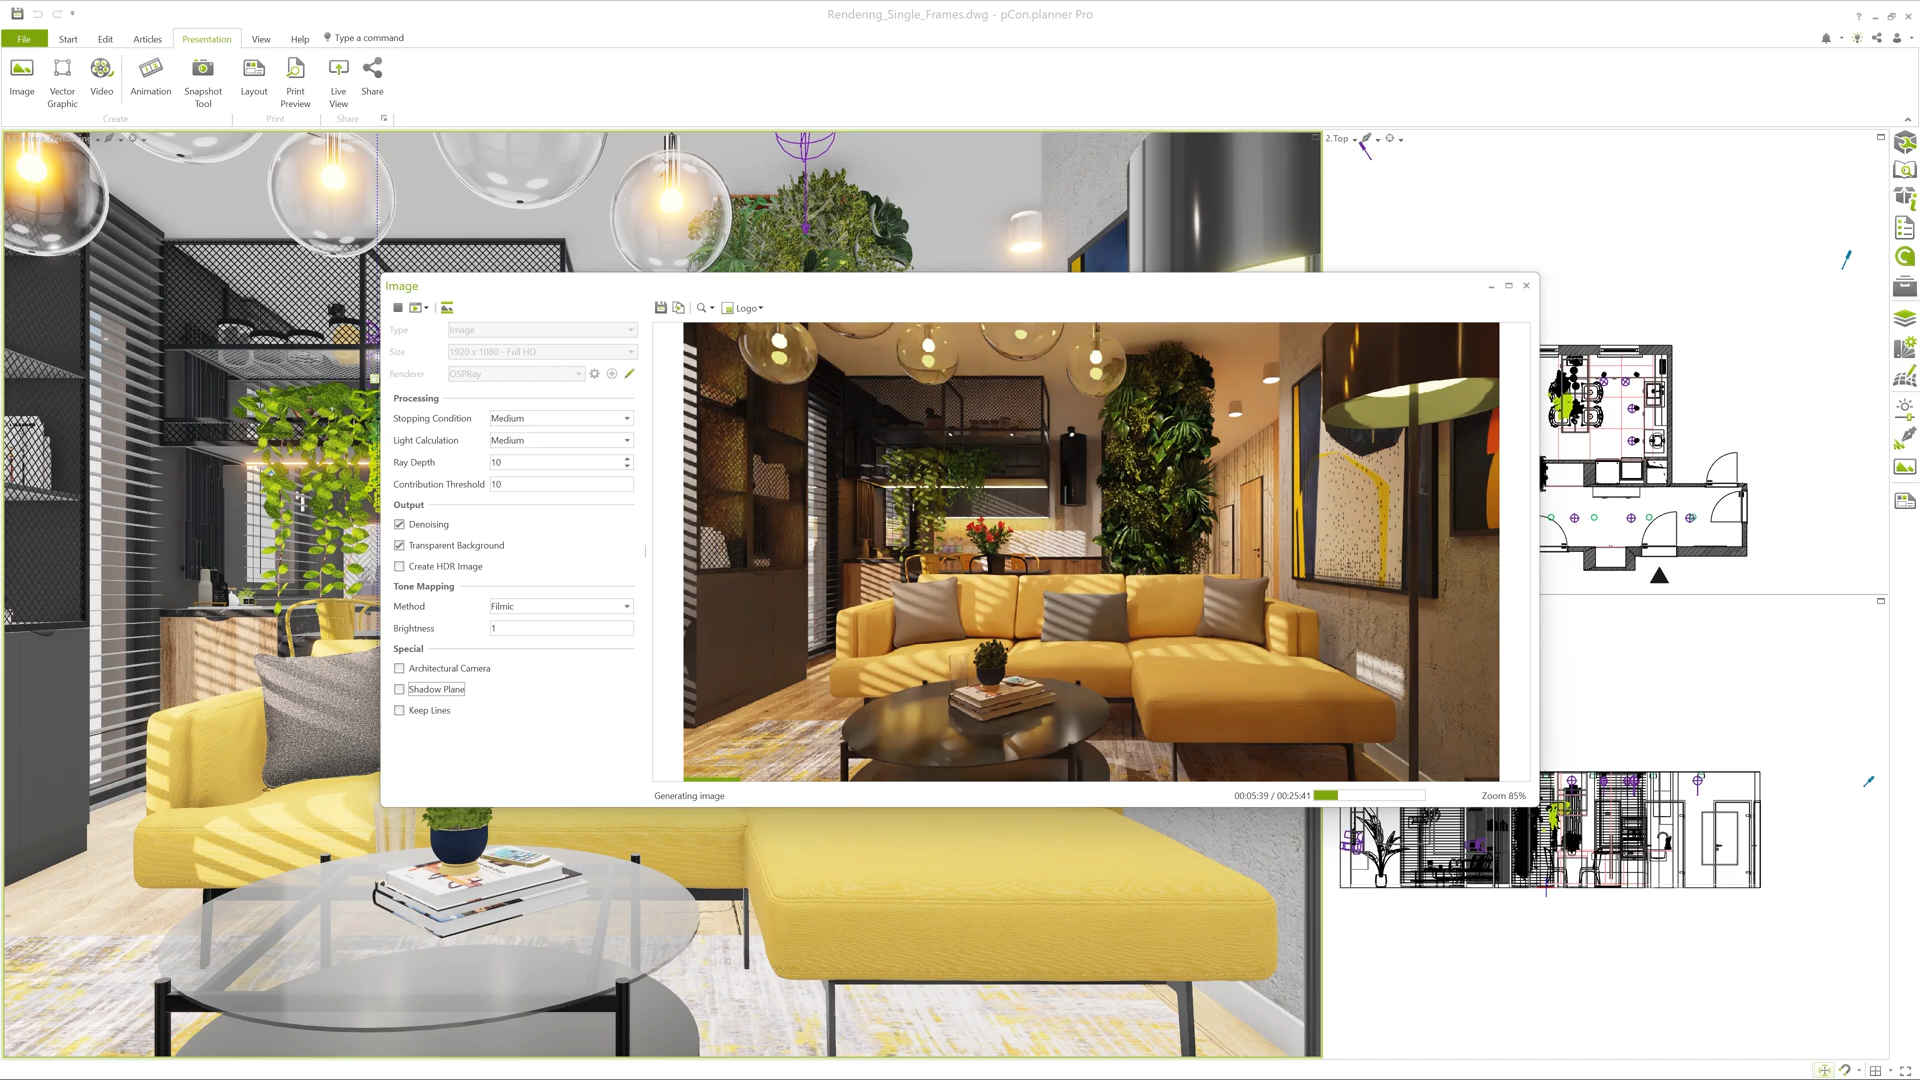 Rendering_Single_Frames.dwg - pCon.planner Pro
File Start Edit Articles Presentation View Help Type a command
Image Vector Graphic Video Animation Snapshot Tool Layout Print Preview Live View Share
Create Print Share
2.Top
Image
Logo
Type Image
Size 1920 x 1080 - Full HD
Renderer OSPRay
Processing
Stopping Condition Medium
Light Calculation Medium
Ray Depth 10
Contribution Threshold 10
Output
Denoising
Transparent Background
Create HDR Image
Tone Mapping
Method Filmic
Brightness 1
Special
Architectural Camera
Shadow Plane
Keep Lines
Generating image 00:05:39 / 00:25:41 Zoom 85%